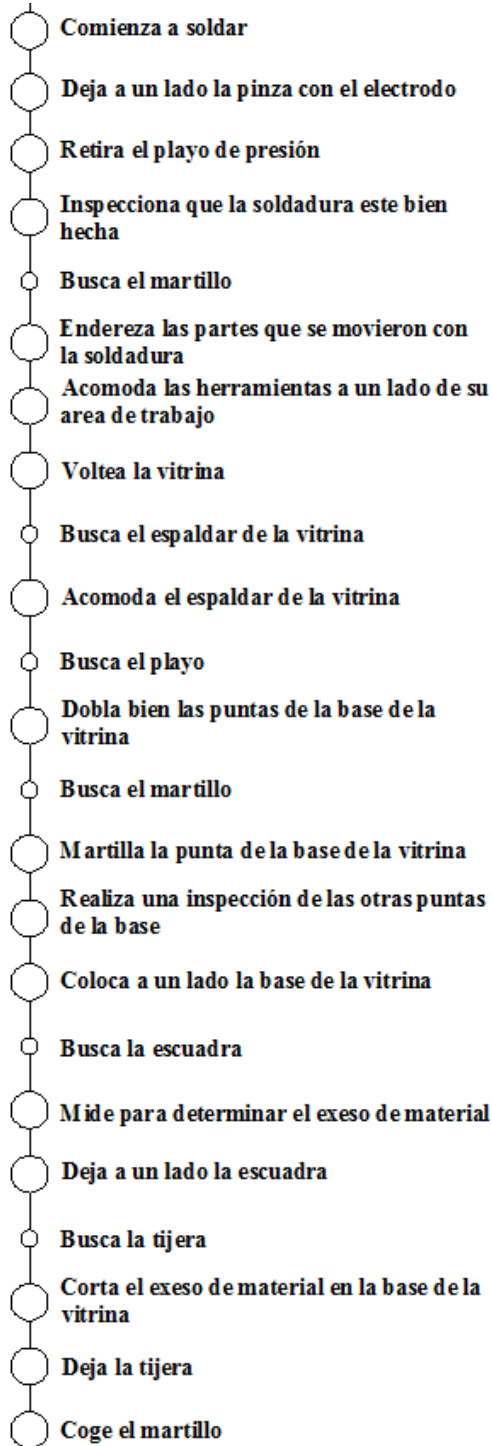 Comienza a soldar
Deja a un lado la pinza con el electrodo
Retira el playo de presión
Inspecciona que la soldadura este bien
hecha
Busca el martillo
Endereza las partes que se movieron con
la soldadura
Acomoda las herramientas a un lado de su
area de trabajo
Voltea la vitrina
Busca el espaldar de la vitrina
Acomoda el espaldar de la vitrina
Busca el playo
Dobla bien las puntas de la base de la
vitrina
Busca el martillo
Martilla la punta de la base de la vitrina
Realiza una inspección de las otras puntas
de la base
Coloca a un lado la base de la vitrina
Busca la escuadra
Mide para determinar el exeso de material
Deja a un lado la escuadra
Busca la tijera
Corta el exeso de material en la base de la
vitrina
Deja la tijera
Coge el martillo